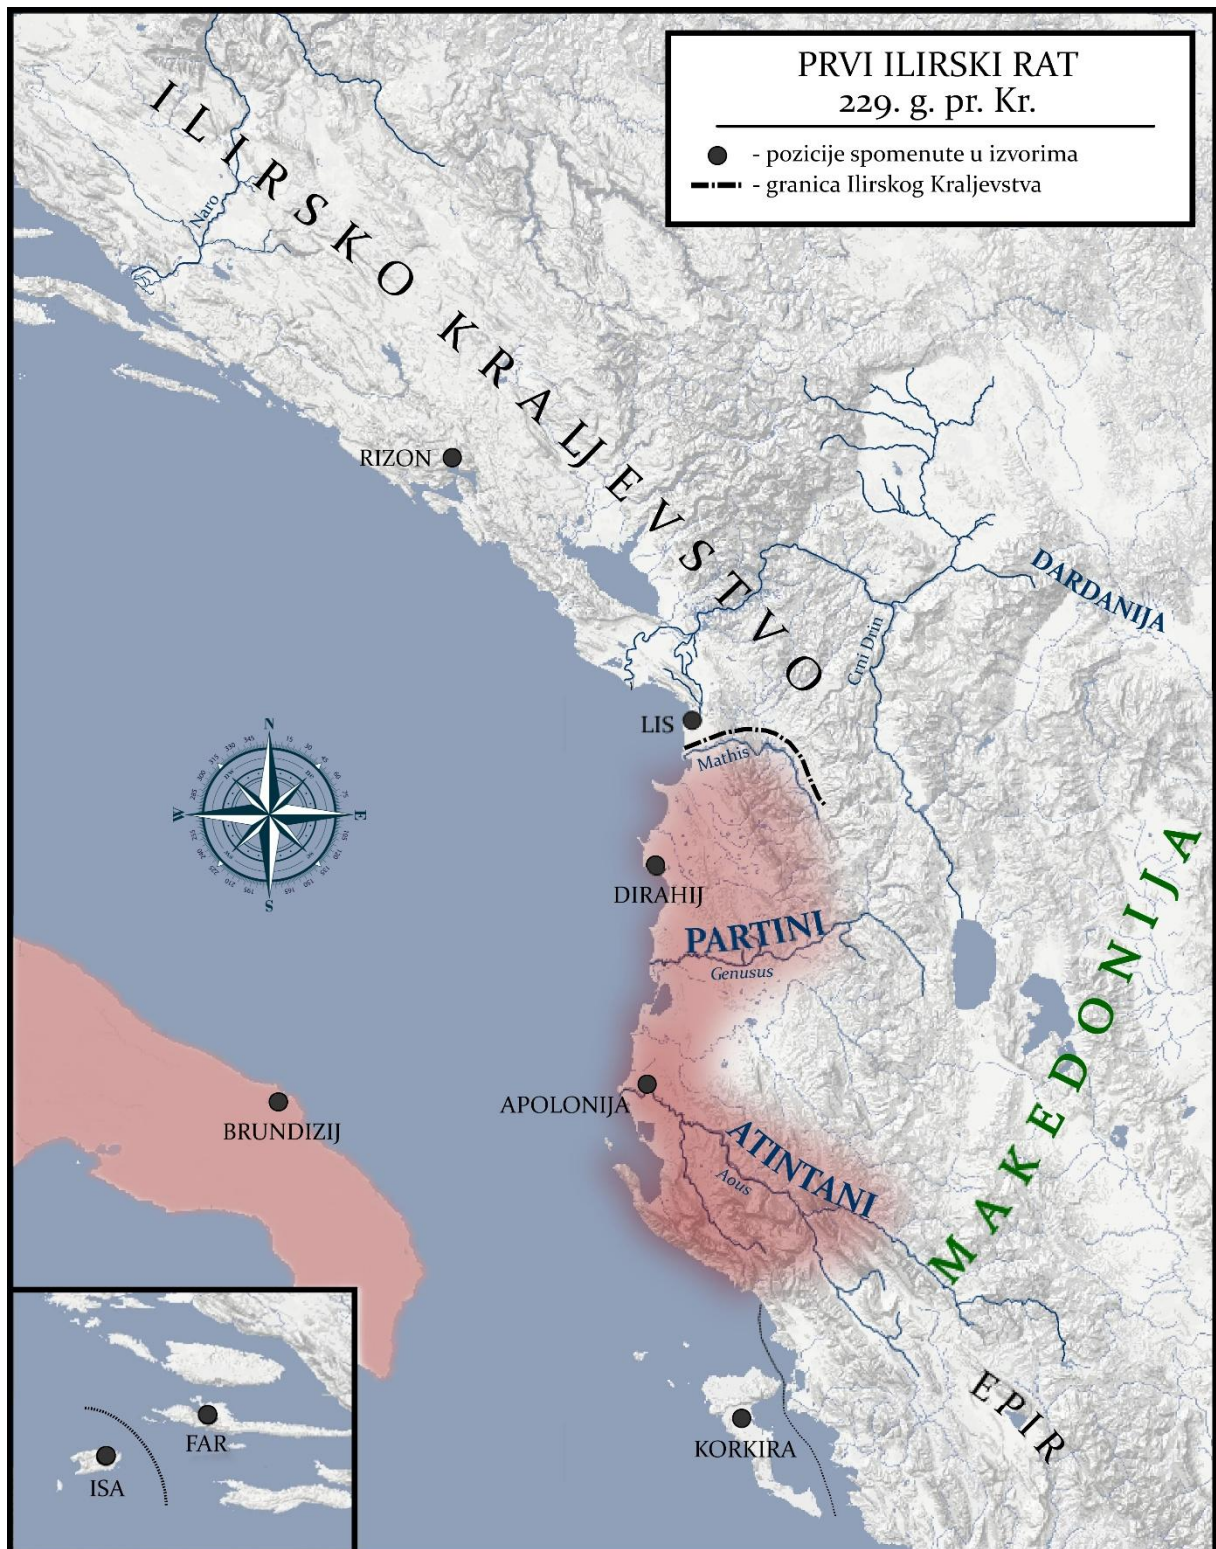 PRVI ILIRSKI RAT
229. g. pr. Kr.
- pozicije spomenute u izvorima
- granica Ilirskog Kraljevstva
ILIRSKO KRALJEVSTVO
Naro
RIZON
DARDANIJA
Crni Drin
LIS
Mathis
N
W
E
S
DIRAHIJ
PARTINI
Genusus
MAKEDONIJA
APOLONIJA
BRUNDIZIJ
ATINTANI
Aous
EPIR
KORKIRA
FAR
ISA